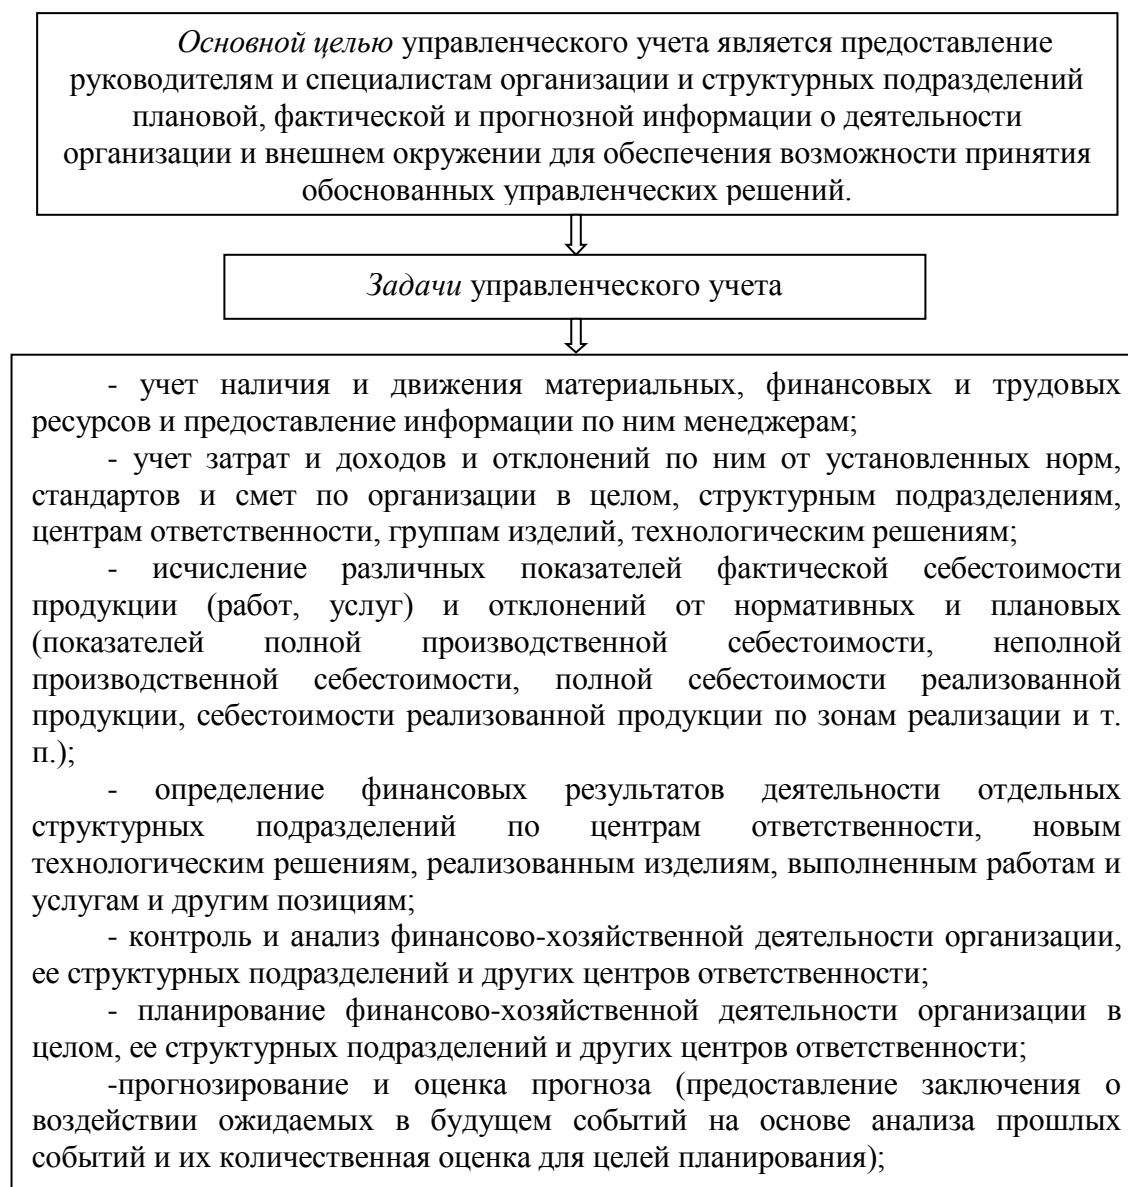 Основной целью управленческого учета является предоставление
руководителям и специалистам организации и структурных подразделений
плановой, фактической и прогнозной информации о деятельности
организации и внешнем окружении для обеспечения возможности принятия
обоснованных управленческих решений.
Задачи управленческого учета
- учет наличия и движения материальных, финансовых и трудовых
ресурсов и предоставление информации по ним менеджерам;
- учет затрат и доходов и отклонений по ним от установленных норм,
стандартов и смет по организации в целом, структурным подразделениям,
центрам ответственности, группам изделий, технологическим решениям;
- исчисление различных показателей фактической себестоимости
продукции (работ, услуг) и отклонений от нормативных и плановых
(показателей полной производственной себестоимости, неполной
производственной себестоимости, полной себестоимости реализованной
продукции, себестоимости реализованной продукции по зонам реализации и т.
п.);
- определение финансовых результатов деятельности отдельных
структурных подразделений по центрам ответственности, новым
технологическим решениям, реализованным изделиям, выполненным работам и
услугам и другим позициям;
- контроль и анализ финансово-хозяйственной деятельности организации,
ее структурных подразделений и других центров ответственности;
- планирование финансово-хозяйственной деятельности организации в
целом, ее структурных подразделений и других центров ответственности;
-прогнозирование и оценка прогноза (предоставление заключения о
воздействии ожидаемых в будущем событий на основе анализа прошлых
событий и их количественная оценка для целей планирования);